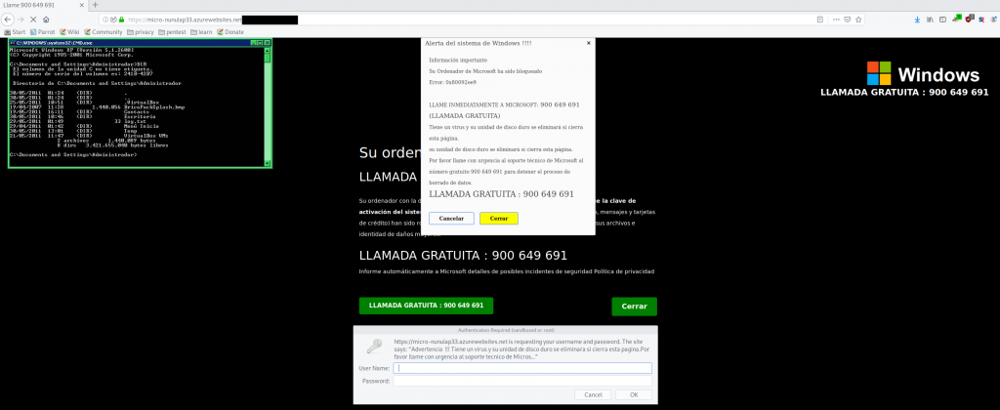 Llame 900 649 691
https://micro-nunulap33.azurewebsites.net
Start Parrot Wiki Community privacy pentest learn Donate
C:\WINDOWS\system32\CMD.exe
Microsoft Windows XP [Versión 5.1.2600]
(C) Copyright 1985-2001 Microsoft Corp.
C:\Documents and Settings\Administrador>DIR
El volumen de la unidad C no tiene etiqueta.
El número de serie del volumen es: 2418-4287
Directorio de C:\Documents and Settings\Administrador
30/05/2011 01:24 <DIR> .
30/05/2011 01:24 <DIR> ..
25/05/2011 10:51 <DIR> .VirtualBox
19/04/2007 11:28 1.440.056 BricoPackSplash.bmp
19/05/2011 16:11 <DIR> Contacts
30/05/2011 18:46 <DIR> Escritorio
29/05/2011 01:49 33 log.txt
29/04/2011 01:42 <DIR> Menú Inicio
30/05/2011 13:01 <DIR> Temp
21/05/2011 11:47 <DIR> VirtualBox VMs
2 archivos 1.440.089 bytes
8 dirs 3.421.655.040 bytes libres
C:\Documents and Settings\Administrador>
Alerta del sistema de Windows !!!!
Información importante
Su Ordenador de Microsoft ha sido bloqueado
Error: 0x80092ee9
LLAME INMEDIATAMENTE A MICROSOFT: 900 649 691
(LLAMADA GRATUITA)
Tiene un virus y su unidad de disco duro se eliminará si cierra
esta página.
su unidad de disco duro se eliminará si cierra esta página.
Por favor llame con urgencia al soporte técnico de Microsoft al
número gratuito 900 649 691 para detener el proceso de
borrado de datos.
LLAMADA GRATUITA : 900 649 691
Cancelar Cerrar
Windows
LLAMADA GRATUITA : 900 649 691
Su orden
LLAMADA
Su ordenador con la d e la clave de
activación del siste , mensajes y tarjetas
de crédito) han sido ro sus archivos e
identidad de daños
LLAMADA GRATUITA : 900 649 691
Informe automáticamente a Microsoft detalles de posibles incidentes de seguridad Política de privacidad
LLAMADA GRATUITA : 900 649 691 Cerrar
Authentication Required (sandboxed or root)
https://micro-nunulap33.azurewebsites.net is requesting your username and password. The site
says: "Advertencia !!! Tiene un virus y su unidad de disco duro se eliminara si cierra esta pagina.Por
favor llame con urgencia al soporte tecnico de Micros..."
User Name:
Password:
Cancel OK